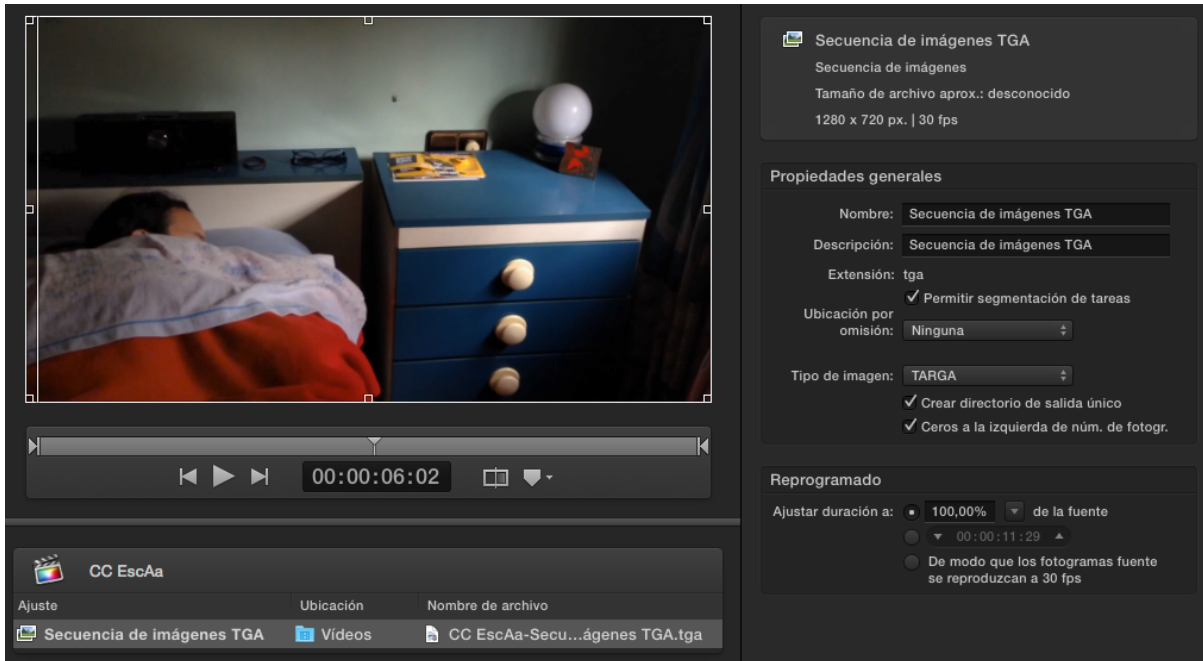 Secuencia de imágenes TGA
Secuencia de imágenes
Tamaño de archivo aprox.: desconocido
1280 x 720 px. | 30 fps
Propiedades generales
Nombre: Secuencia de imágenes TGA
Descripción: Secuencia de imágenes TGA
Extensión: tga
Permitir segmentación de tareas
Ubicación por
omisión: Ninguna
Tipo de imagen: TARGA
Crear directorio de salida único
Ceros a la izquierda de núm. de fotogr.
Reprogramado
Ajustar duración a: 100,00% de la fuente
00:00:11:29
De modo que los fotogramas fuente
se reproduzcan a 30 fps
00:00:06:02
CC EscAa
Ajuste Ubicación Nombre de archivo
Secuencia de imágenes TGA Vídeos CC EscAa-Secu...ágenes TGA.tga